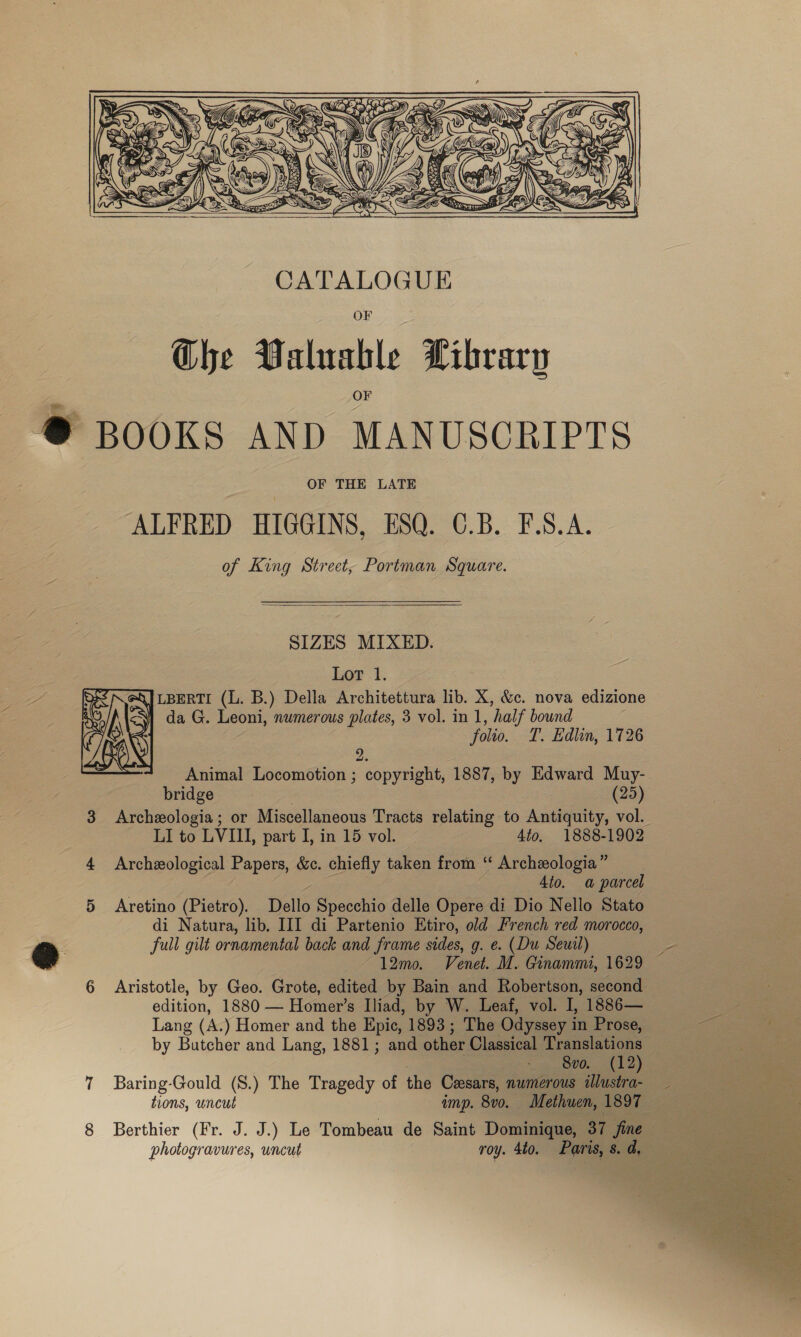 CATALOGUE
OF
The Valuable Library
OF
BOOKS AND MANUSCRIPTS
OF THE LATE
ALFRED HIGGINS, ESQ. C.B. F.S.A.
of King Street, Portman Square.
SIZES MIXED.
LOT 1.
ALBERTI (L. B.) Della Architettura lib. X, &c. nova edizione
da G. Leoni, numerous plates, 3 vol. in 1, half bound
folio. T. Edlin, 1726
2.
Animal Locomotion; copyright, 1887, by Edward Muy-
bridge (25)
3 Archæologia; or Miscellaneous Tracts relating to Antiquity, vol.
LI to LVIII, part I, in 15 vol. 4to. 1888-1902
4 Archæological Papers, &c. chiefly taken from “Archæologia”
4to. a parcel
5 Aretino (Pietro). Dello Specchio delle Opere di Dio Nello Stato
di Natura, lib. III di Partenio Etiro, old French red morocco,
full gilt ornamental back and frame sides, g. e. (Du Seuil)
12mo. Venet. M. Ginammi, 1629
6 Aristotle, by Geo. Grote, edited by Bain and Robertson, second
edition, 1880 — Homer’s Iliad, by W. Leaf, vol. I, 1886—
Lang (A.) Homer and the Epic, 1893; The Odyssey in Prose,
by Butcher and Lang, 1881; and other Classical Translations
8vo. (12)
7 Baring-Gould (S.) The Tragedy of the Cæsars, numerous illustra-
tions, uncut imp. 8vo. Methuen, 1897
8 Berthier (Fr. J. J.) Le Tombeau de Saint Dominique, 37 fine
photogravures, uncut roy. 4to. Paris, s. d.